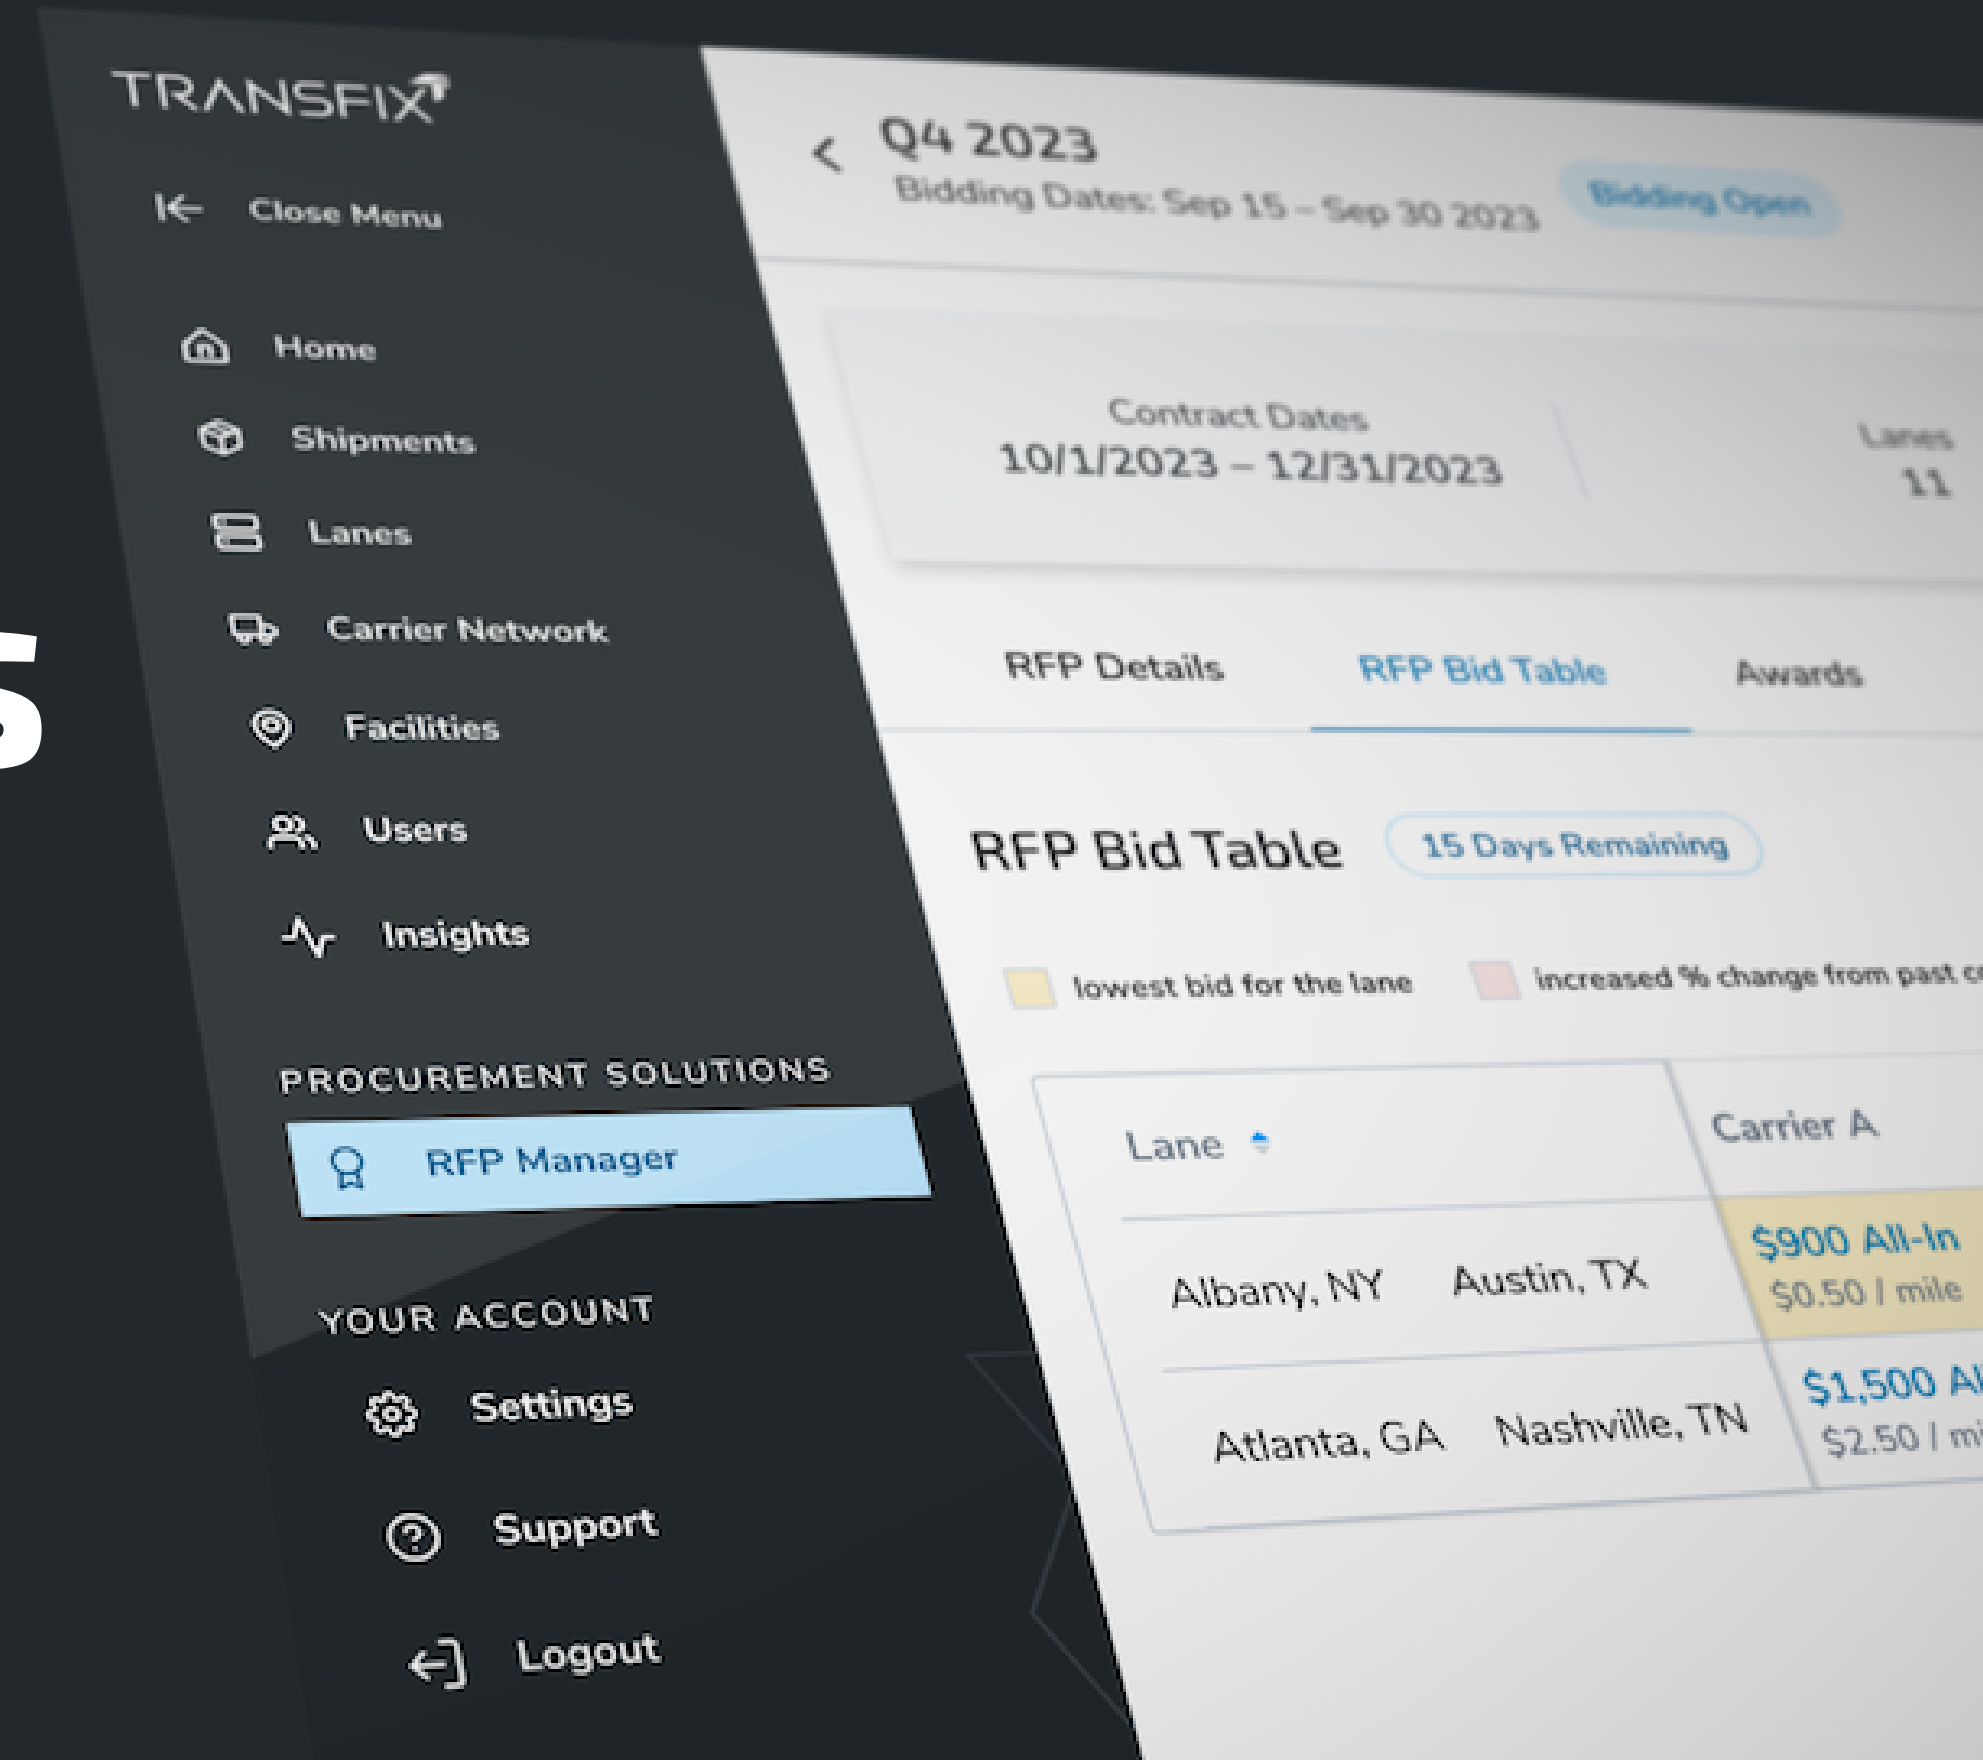 TRANSFIX
Close Menu
Home
Shipments
Lanes
Carrier Network
Facilities
Users
Insights
PROCUREMENT SOLUTIONS
RFP Manager
YOUR ACCOUNT
Settings
Support
Logout
s
Q4 2023
Bidding Dates: Sep 15 – Sep 30 2023
Bidding Open
Contract Dates
10/1/2023 – 12/31/2023
Lanes
11
RFP Details RFP Bid Table Awards
RFP Bid Table 15 Days Remaining
lowest bid for the lane increased % change from past
Lane Carrier A
Albany, NY Austin, TX $900 All-In
$0.50 / mile
Atlanta, GA Nashville, TN $1,500
$2.50 /